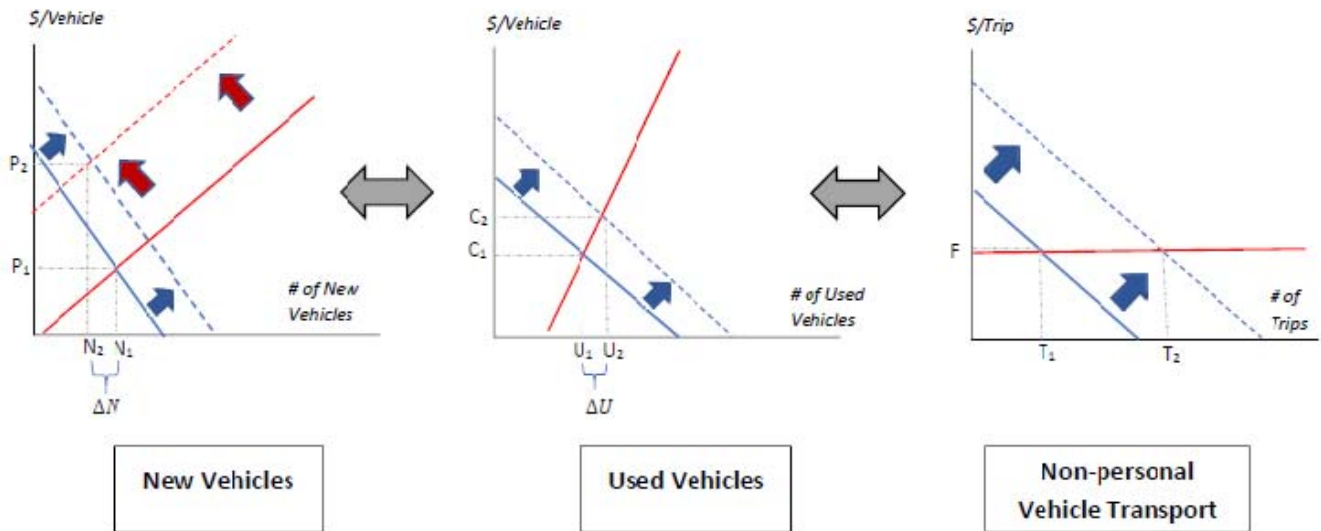 $/Vehicle
P₂
P₁
# of New
Vehicles
N₂ N₁
ΔN
New Vehicles
$/Vehicle
C₂
C₁
# of Used
Vehicles
U₁ U₂
ΔU
Used Vehicles
$/Trip
F
# of
Trips
T₁ T₂
Non-personal
Vehicle Transport